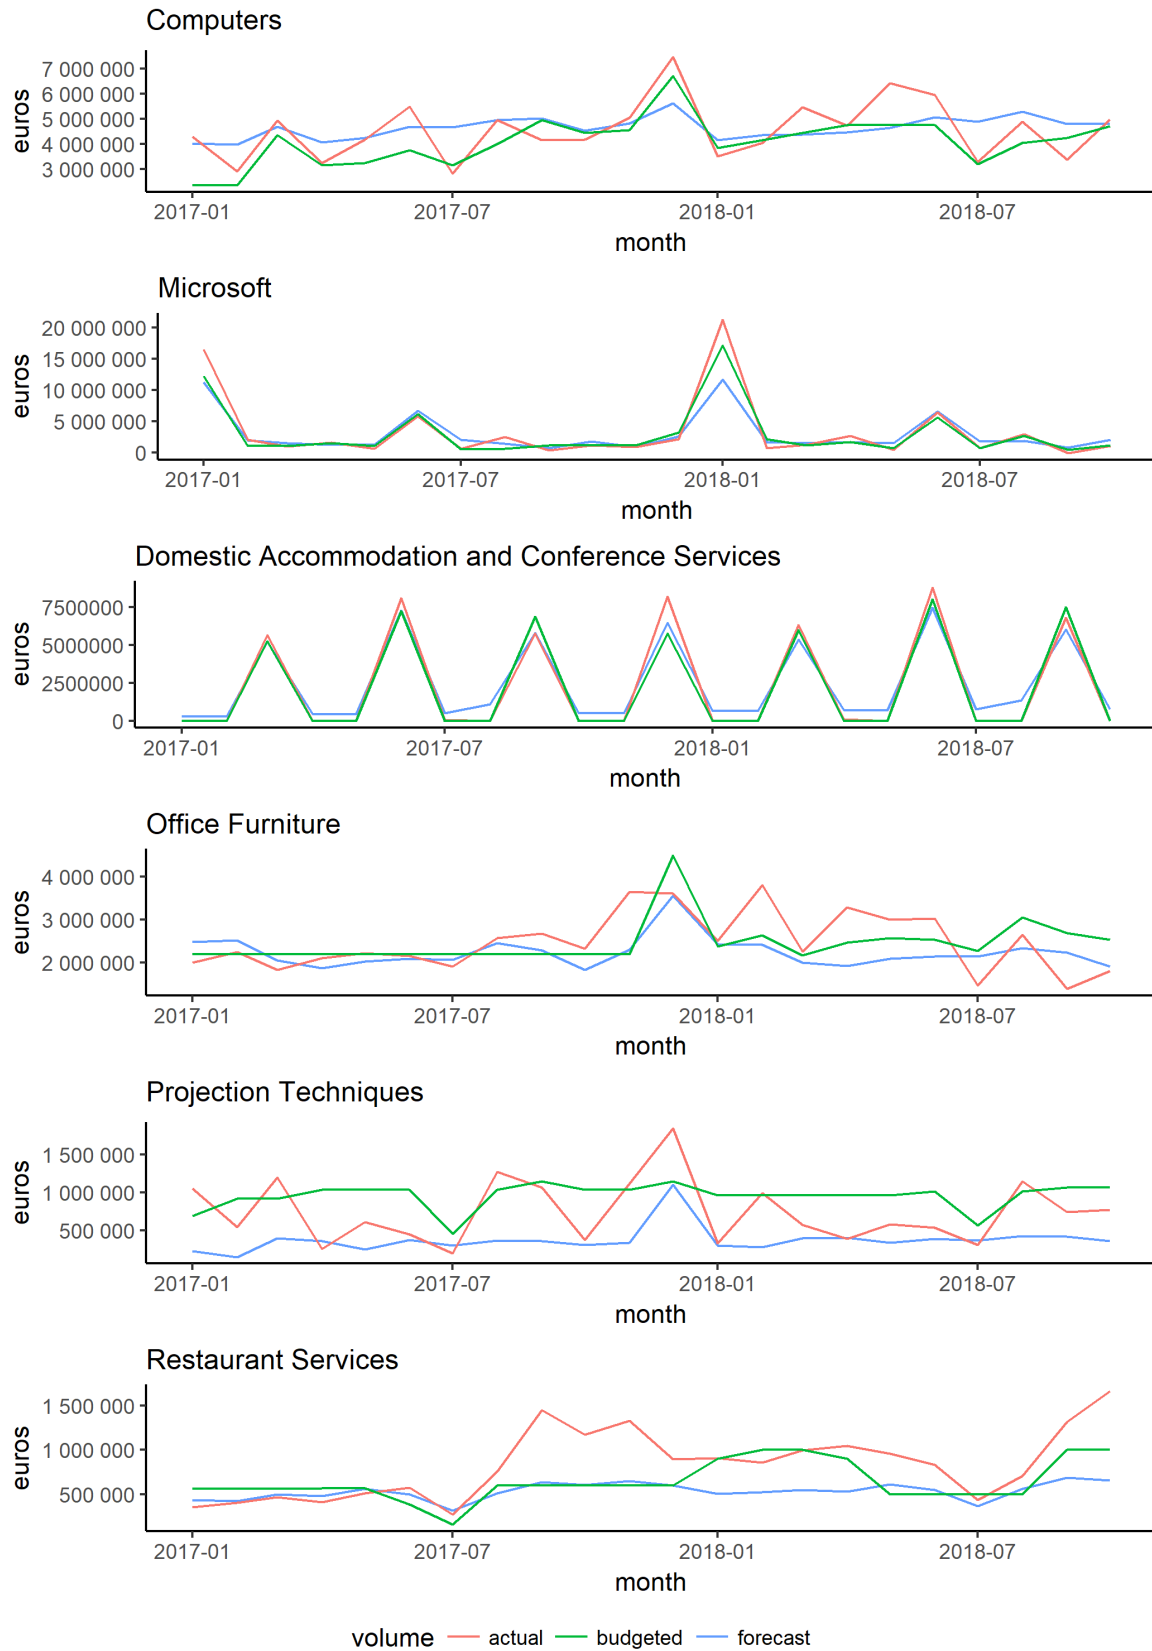 Computers
euros
7 000 000
6 000 000
5 000 000
4 000 000
3 000 000
2017-01 2017-07 2018-01 2018-07
month
Microsoft
euros
20 000 000
15 000 000
10 000 000
5 000 000
0
2017-01 2017-07 2018-01 2018-07
month
Domestic Accommodation and Conference Services
euros
7500000
5000000
2500000
0
2017-01 2017-07 2018-01 2018-07
month
Office Furniture
euros
4 000 000
3 000 000
2 000 000
2017-01 2017-07 2018-01 2018-07
month
Projection Techniques
euros
1 500 000
1 000 000
500 000
2017-01 2017-07 2018-01 2018-07
month
Restaurant Services
euros
1 500 000
1 000 000
500 000
2017-01 2017-07 2018-01 2018-07
month
volume actual budgeted forecast